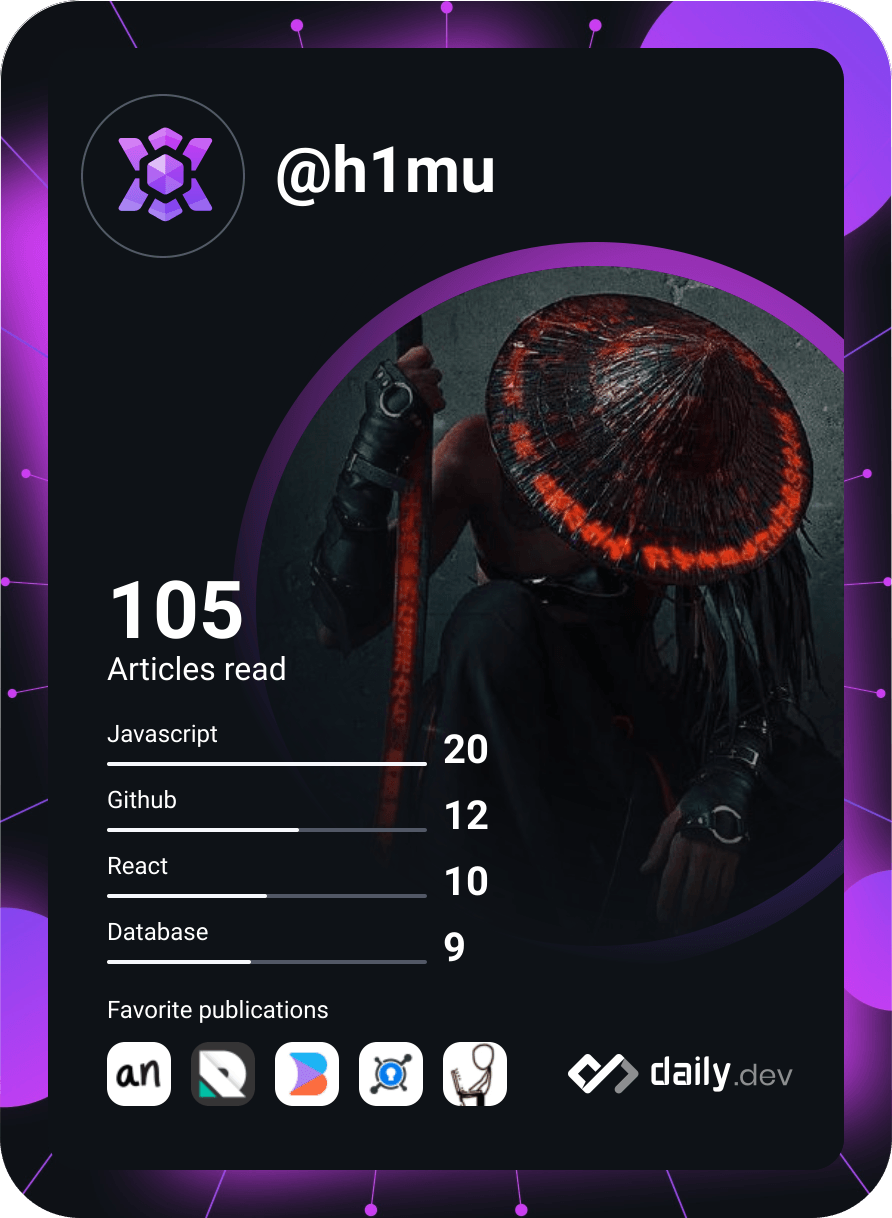 @h1mu
105
Articles read
Javascript
20
Github
12
React
10
Database
9
Favorite publications
an
daily.dev